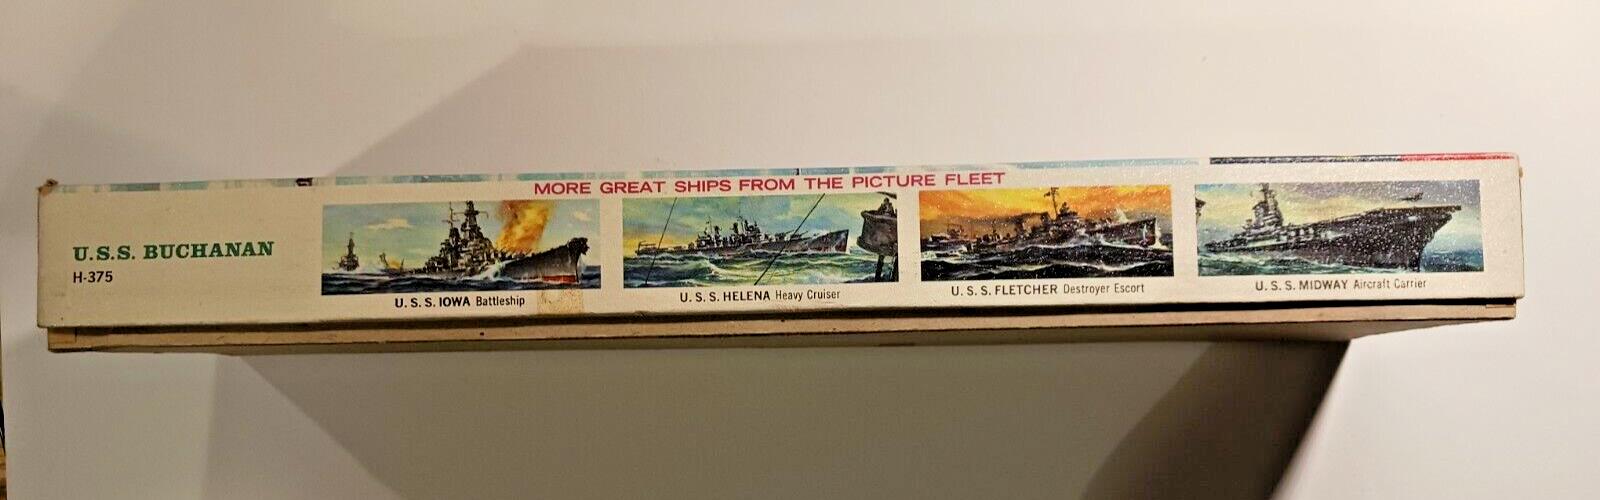 MORE GREAT SHIPS FROM THE PICTURE FLEET
U.S.S. BUCHANAN
H-375
U.S.S. IOWA Battleship
U.S.S. HELENA Heavy Cruiser
U.S.S. FLETCHER Destroyer Escort
U.S.S. MIDWAY Aircraft Carrier